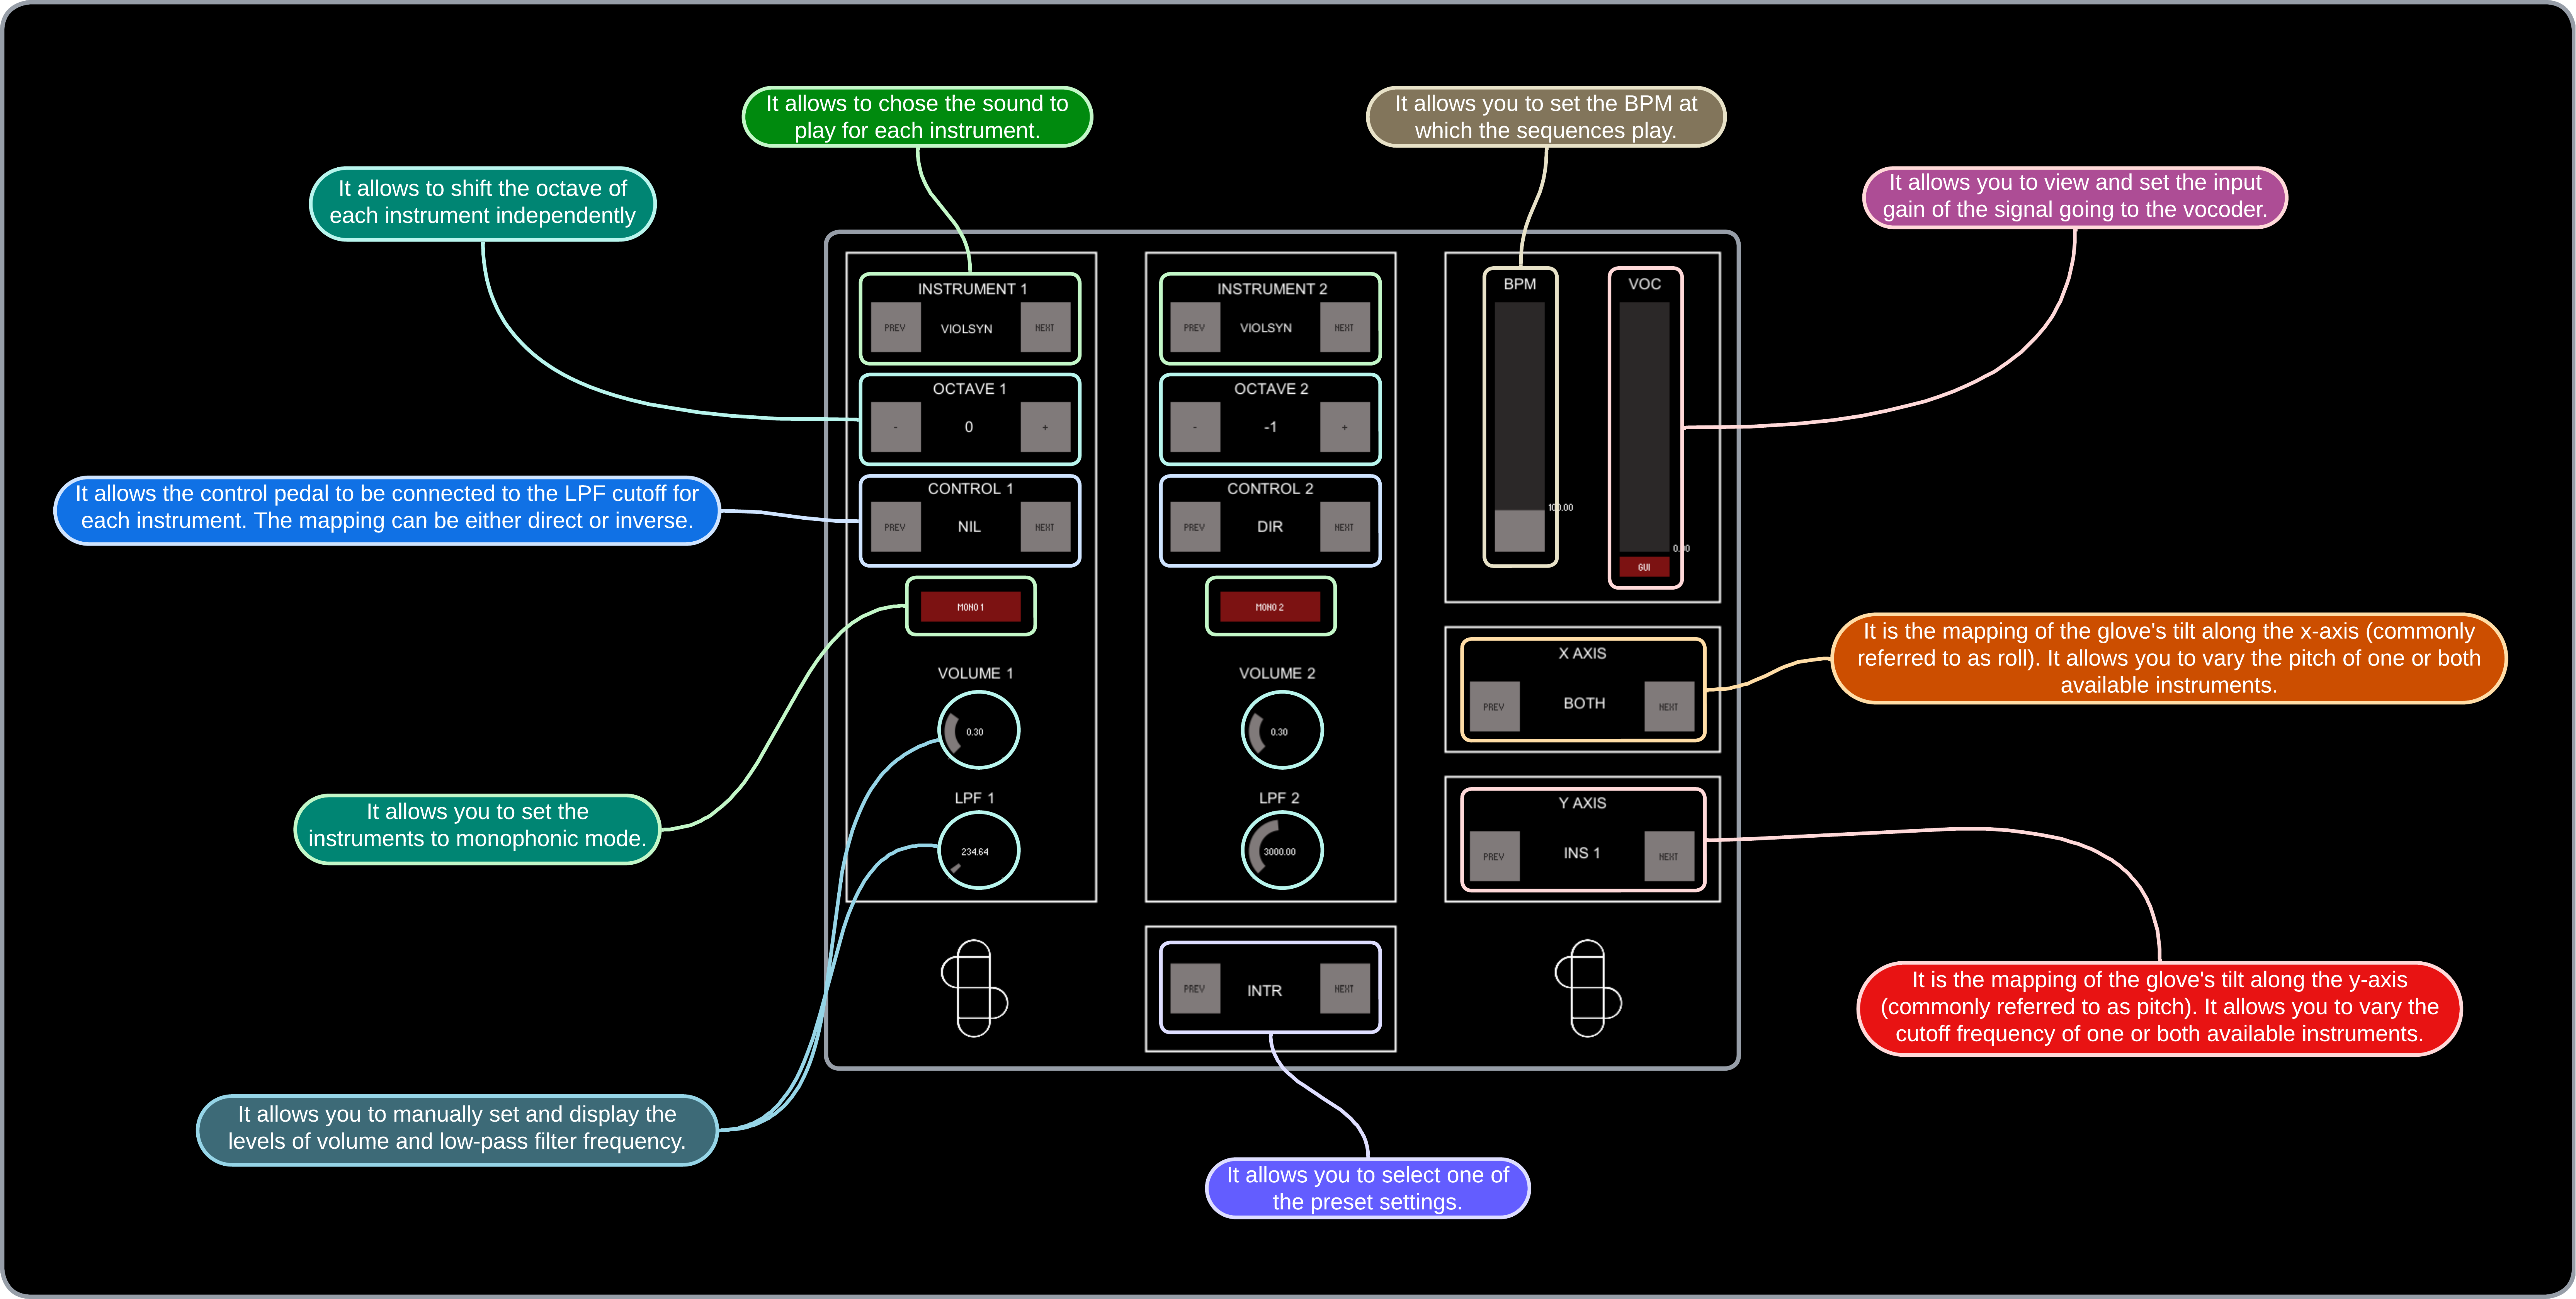 It allows to chose the sound to
play for each instrument.
It allows you to set the BPM at
which the sequences play.
It allows to shift the octave of
each instrument independently
It allows you to view and set the input
gain of the signal going to the vocoder.
It allows the control pedal to be connected to the LPF cutoff for
each instrument. The mapping can be either direct or inverse.
INSTRUMENT 1
PREV VIOLSYN NEXT
OCTAVE 1
- 0 +
CONTROL 1
PREV NIL NEXT
MONO 1
VOLUME 1
0.30
LPF 1
234.64
INSTRUMENT 2
PREV VIOLSYN NEXT
OCTAVE 2
- -1 +
CONTROL 2
PREV DIR NEXT
MONO 2
VOLUME 2
0.30
LPF 2
3000.00
PREV INTR NEXT
BPM
100.00
VOC
0.00
GUI
X AXIS
PREV BOTH NEXT
Y AXIS
PREV INS 1 NEXT
It is the mapping of the glove's tilt along the x-axis (commonly
referred to as roll). It allows you to vary the pitch of one or both
available instruments.
It allows you to set the
instruments to monophonic mode.
It is the mapping of the glove's tilt along the y-axis
(commonly referred to as pitch). It allows you to vary the
cutoff frequency of one or both available instruments.
It allows you to manually set and display the
levels of volume and low-pass filter frequency.
It allows you to select one of
the preset settings.